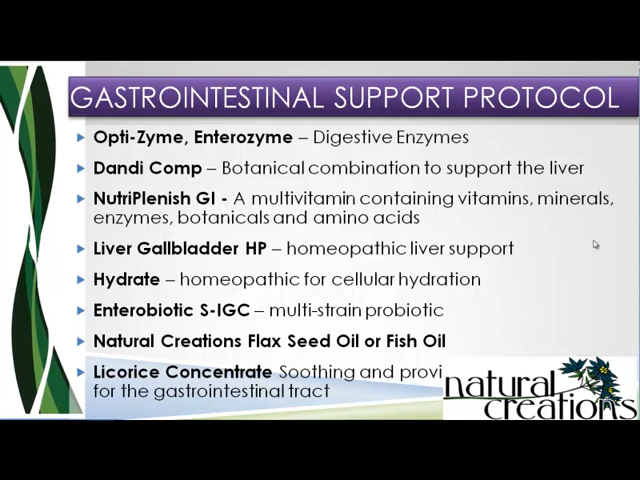 GASTROINTESTINAL SUPPORT PROTOCOL
Opti-Zyme, Enterozyme – Digestive Enzymes
Dandi Comp – Botanical combination to support the liver
NutriPlenish GI - A multivitamin containing vitamins, minerals,
enzymes, botanicals and amino acids
Liver Gallbladder HP – homeopathic liver support
Hydrate – homeopathic for cellular hydration
Enterobiotic S-IGC – multi-strain probiotic
Natural Creations Flax Seed Oil or Fish Oil
Licorice Concentrate Soothing and provi
for the gastrointestinal tract
natural
creations